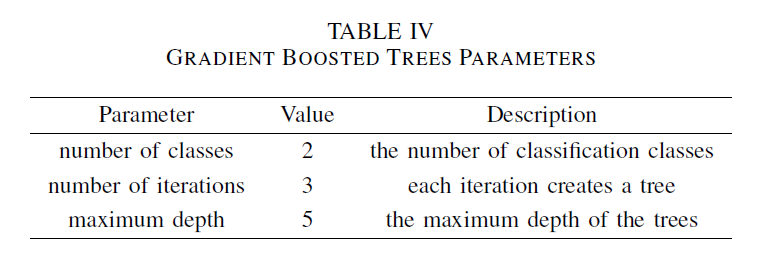 TABLE IV
GRADIENT BOOSTED TREES PARAMETERS
Parameter Value Description
number of classes 2 the number of classification classes
number of iterations 3 each iteration creates a tree
maximum depth 5 the maximum depth of the trees